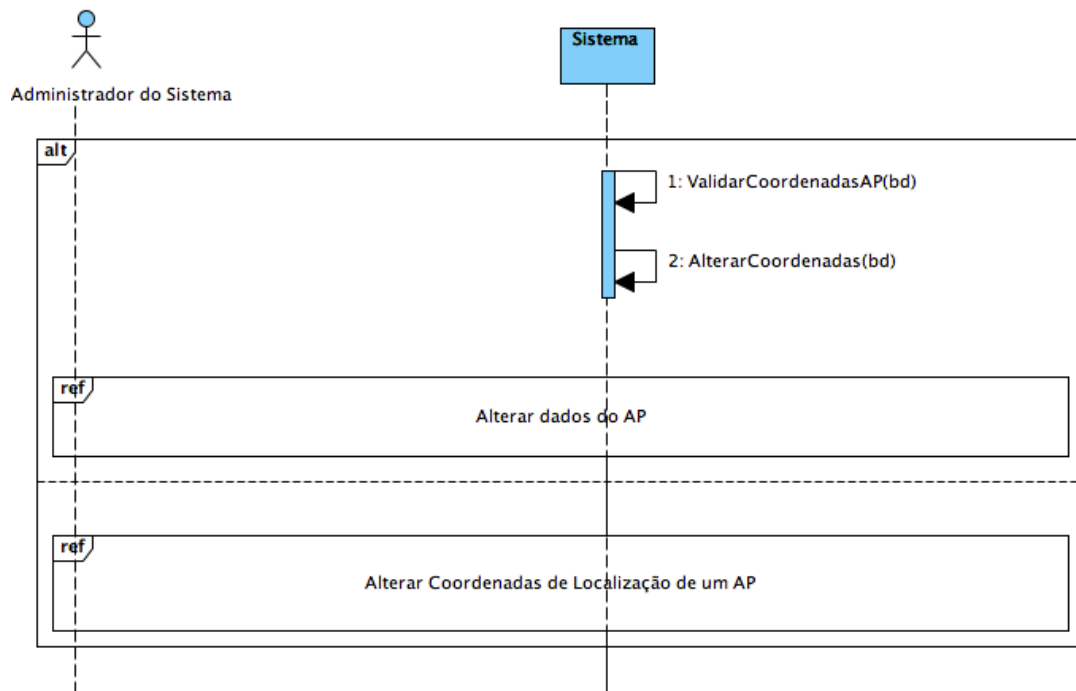 Sistema
Administrador do Sistema
alt
1: ValidarCoordenadasAP(bd)
2: AlterarCoordenadas(bd)
ref
Alterar dados do AP
ref
Alterar Coordenadas de Localização de um AP